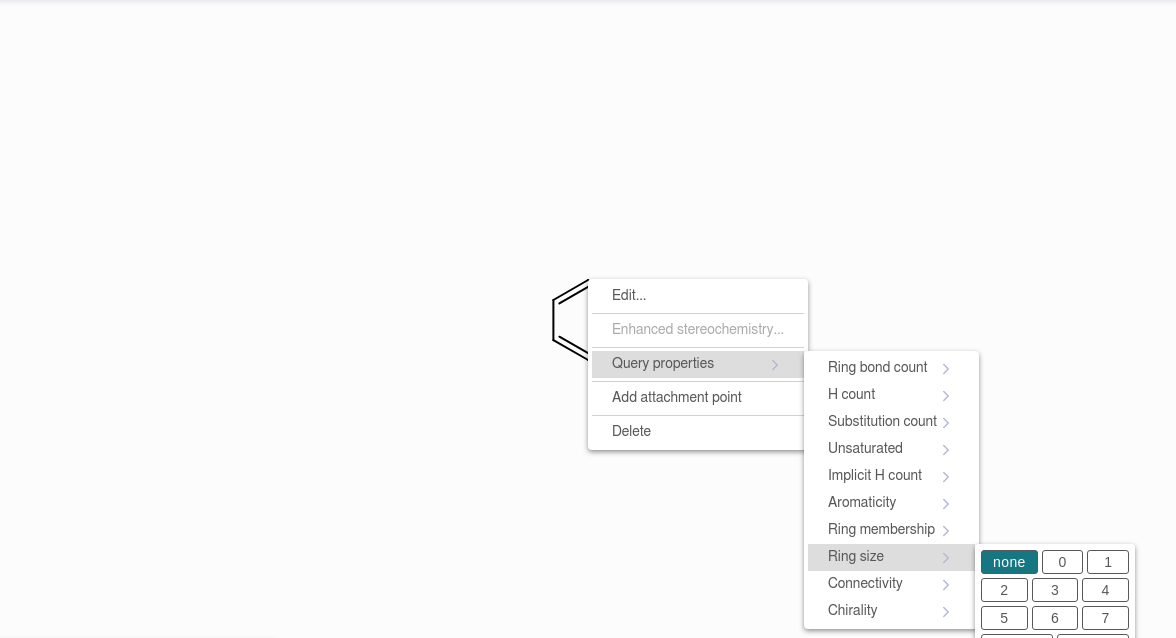 Edit...
Enhanced stereochemistry...
Query properties
Add attachment point
Delete
Ring bond count
H count
Substitution count
Unsaturated
Implicit H count
Aromaticity
Ring membership
Ring size
Connectivity
Chirality
none 0 1
2 3 4
5 6 7